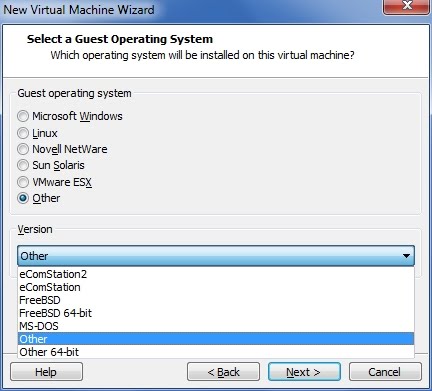 New Virtual Machine Wizard
Select a Guest Operating System
Which operating system will be installed on this virtual machine?
Guest operating system
Microsoft Windows
Linux
Novell NetWare
Sun Solaris
VMware ESX
Other
Version
Other
eComStation2
eComStation
FreeBSD
FreeBSD 64-bit
MS-DOS
Other
Other 64-bit
Help
< Back
Next >
Cancel